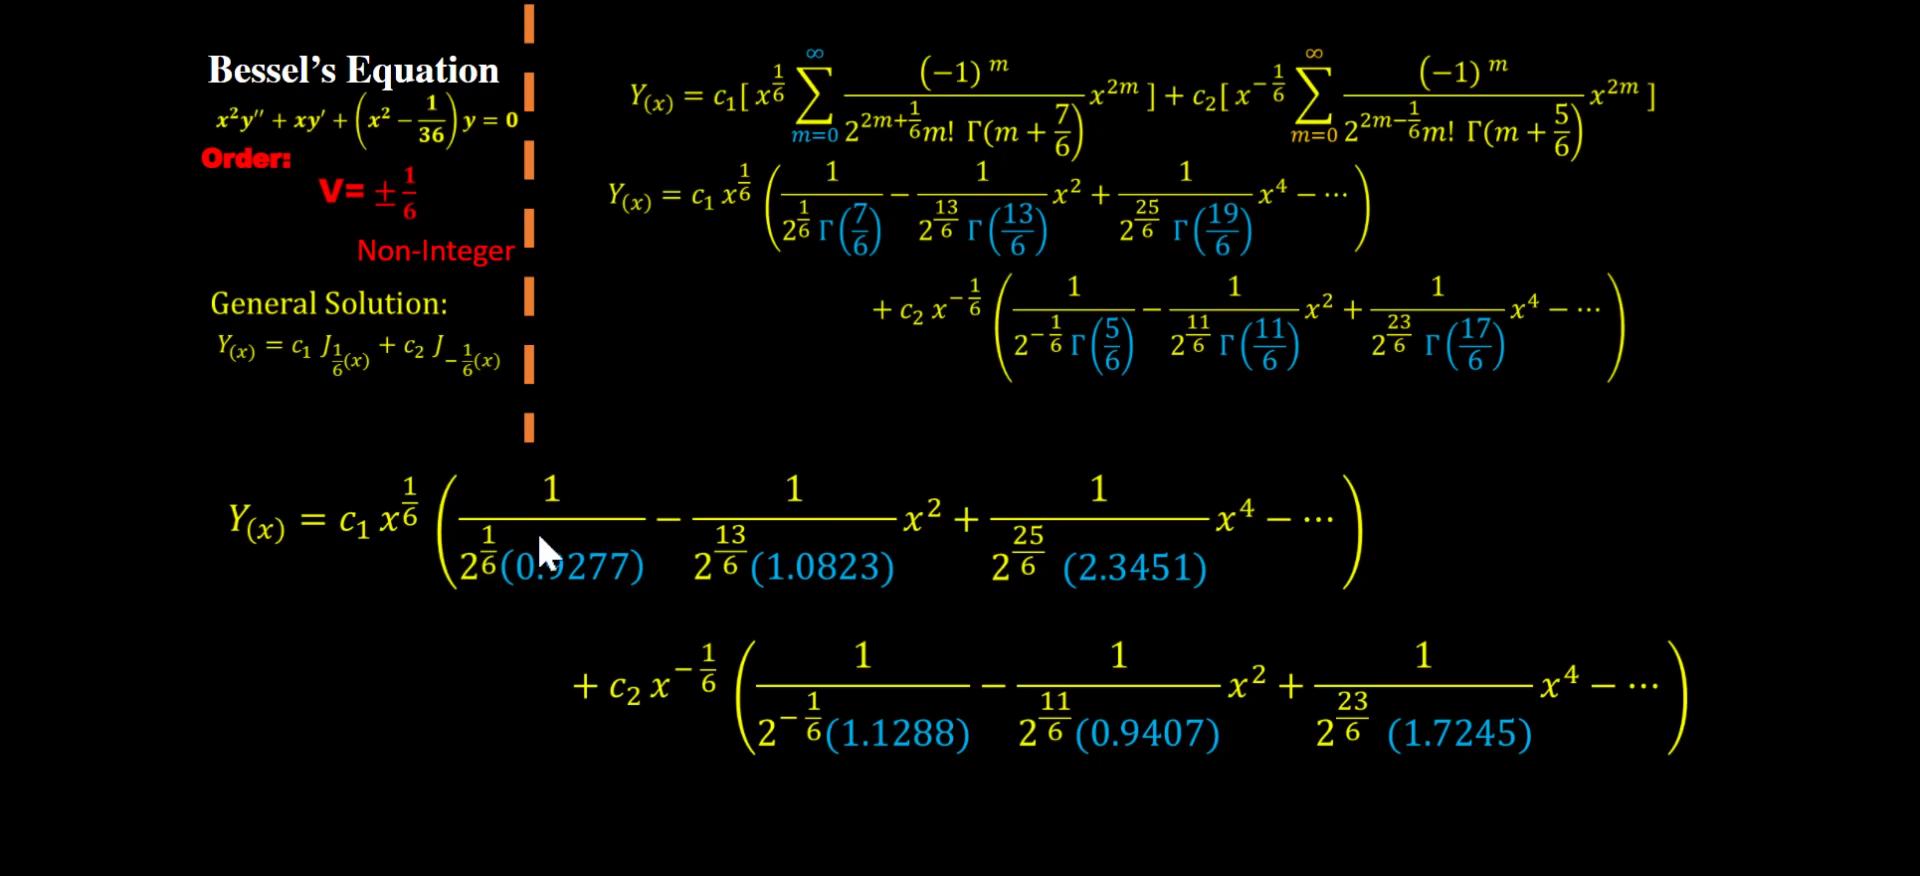 Bessel's Equation
x²y'' + xy' + (x² − 1/36) y = 0
Order:
V= ± 1/6
Non-Integer
General Solution:
Y₍ₓ₎ = c₁ J_{1/6(x)} + c₂ J_{−1/6(x)}
Y₍ₓ₎ = c₁[ x^{1/6} ∑_{m=0}^{∞} (−1)^m / (2^{2m+1/6} m! Γ(m + 7/6)) x^{2m} ] + c₂[ x^{−1/6} ∑_{m=0}^{∞} (−1)^m / (2^{2m−1/6} m! Γ(m + 5/6)) x^{2m} ]
Y₍ₓ₎ = c₁ x^{1/6} ( 1 / (2^{1/6} Γ(7/6)) − 1 / (2^{13/6} Γ(13/6)) x² + 1 / (2^{25/6} Γ(19/6)) x⁴ − ⋯ )
+ c₂ x^{−1/6} ( 1 / (2^{−1/6} Γ(5/6)) − 1 / (2^{11/6} Γ(11/6)) x² + 1 / (2^{23/6} Γ(17/6)) x⁴ − ⋯ )
Y₍ₓ₎ = c₁ x^{1/6} ( 1 / (2^{1/6}(0.9277)) − 1 / (2^{13/6}(1.0823)) x² + 1 / (2^{25/6} (2.3451)) x⁴ − ⋯ )
+ c₂ x^{−1/6} ( 1 / (2^{−1/6}(1.1288)) − 1 / (2^{11/6}(0.9407)) x² + 1 / (2^{23/6} (1.7245)) x⁴ − ⋯ )